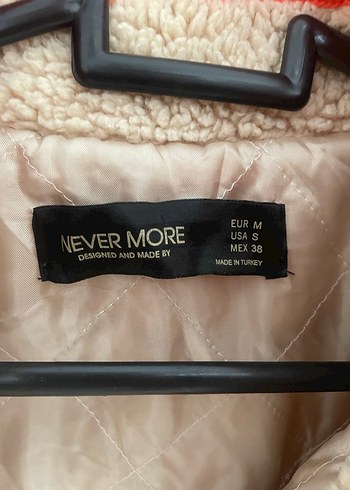 NEVER MORE
DESIGNED AND MADE BY
EUR M
USA S
MEX 38
MADE IN TURKEY